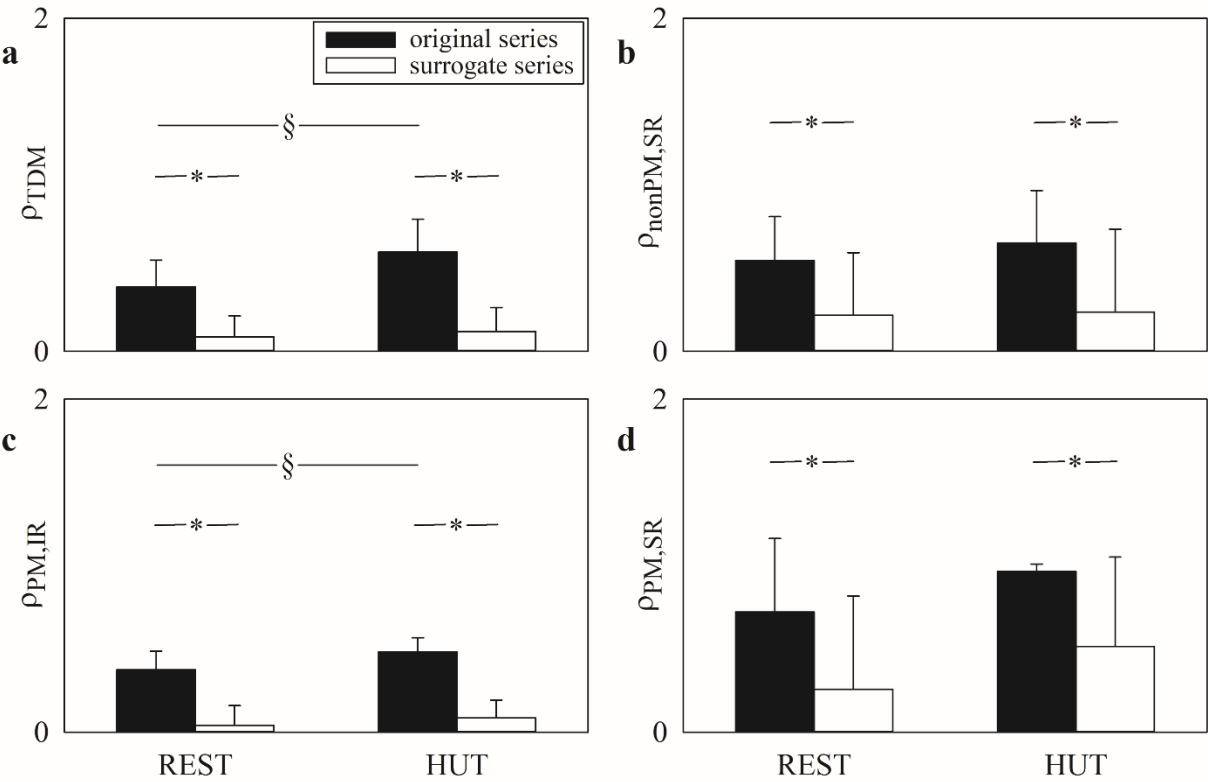 2
a
original series
surrogate series
§
* *
ρTDM
0
2
b
* *
ρnonPM,SR
0
2
c
§
* *
ρPM,IR
0
REST HUT
2
d
* *
ρPM,SR
0
REST HUT